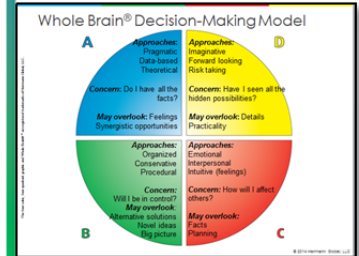 Whole Brain® Decision-Making Model
A
Approaches:
Pragmatic
Data-based
Theoretical
Concern: Do I have all the
facts?
May overlook: Feelings
Synergistic opportunities
D
Approaches:
Imaginative
Forward looking
Risk taking
Concern: Have I seen all the
hidden possibilities?
May overlook: Details
Practicality
B
Approaches:
Organized
Conservative
Procedural
Concern:
Will I be in control?
May overlook:
Alternative solutions
Novel ideas
Big picture
C
Approaches:
Emotional
Interpersonal
Intuitive (feelings)
Concern: How will I affect
others?
May overlook:
Facts
Planning